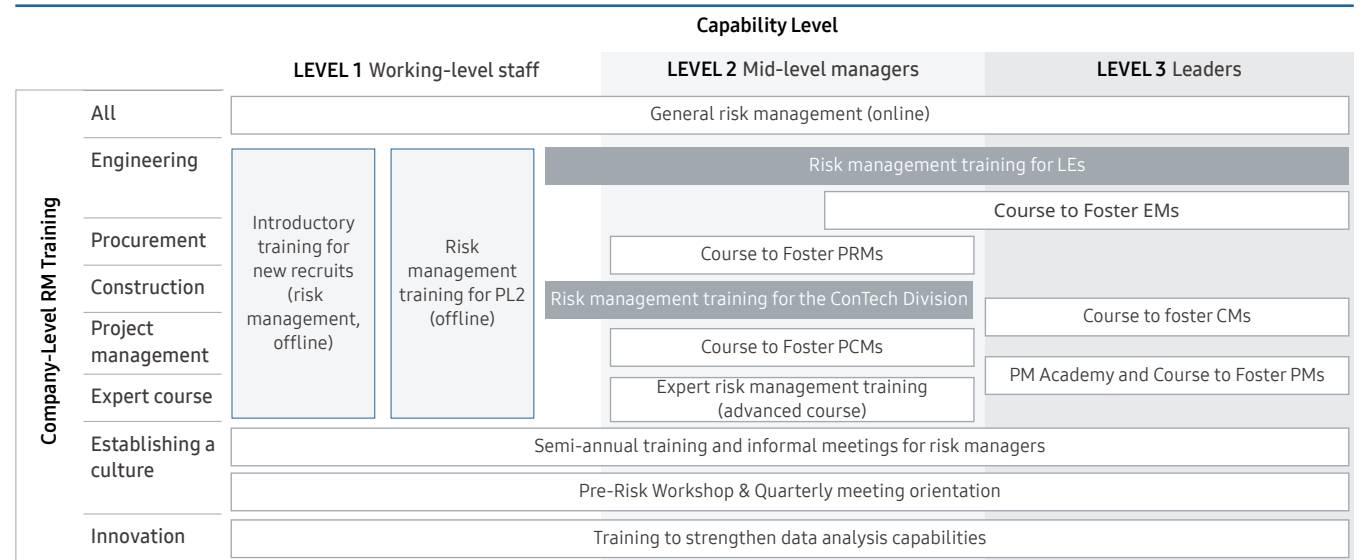 Capability Level
LEVEL 1 Working-level staff
LEVEL 2 Mid-level managers
LEVEL 3 Leaders
Company-Level RM Training
All
General risk management (online)
Engineering
Risk management training for LEs
Course to Foster EMs
Introductory
training for
new recruits
(risk
management,
offline)
Risk
management
training for PL2
(offline)
Procurement
Course to Foster PRMs
Construction
Risk management training for the ConTech Division
Course to foster CMs
Project
management
Course to Foster PCMs
PM Academy and Course to Foster PMs
Expert course
Expert risk management training
(advanced course)
Establishing a
culture
Semi-annual training and informal meetings for risk managers
Pre-Risk Workshop & Quarterly meeting orientation
Innovation
Training to strengthen data analysis capabilities